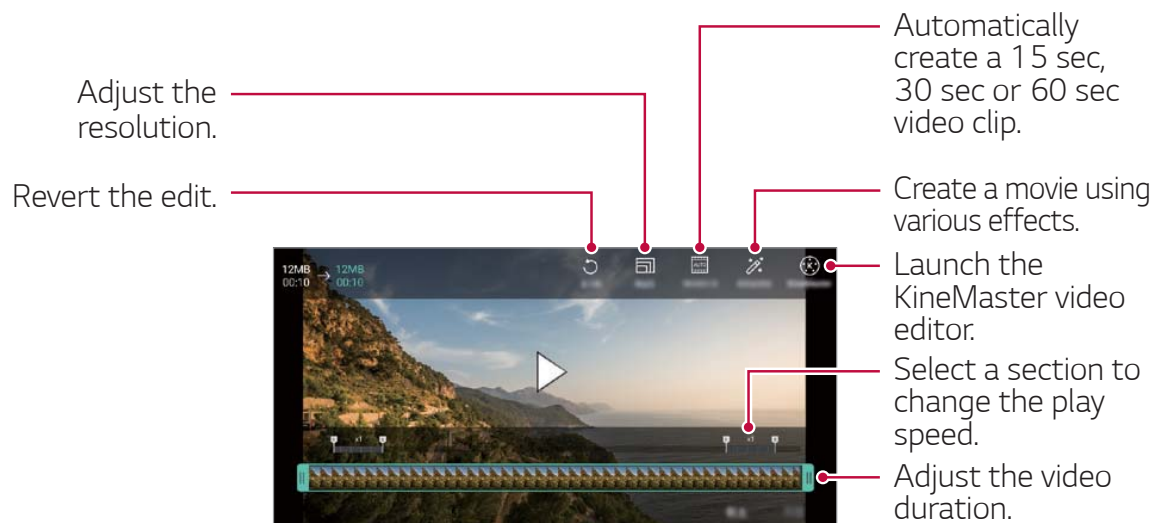 Automatically
create a 15 sec,
30 sec or 60 sec
video clip.
Adjust the
resolution.
Revert the edit.
Create a movie using
various effects.
Launch the
KineMaster video
editor.
Select a section to
change the play
speed.
Adjust the video
duration.
12MB → 12MB
00:10 00:10
AUTO
K
x1
x1